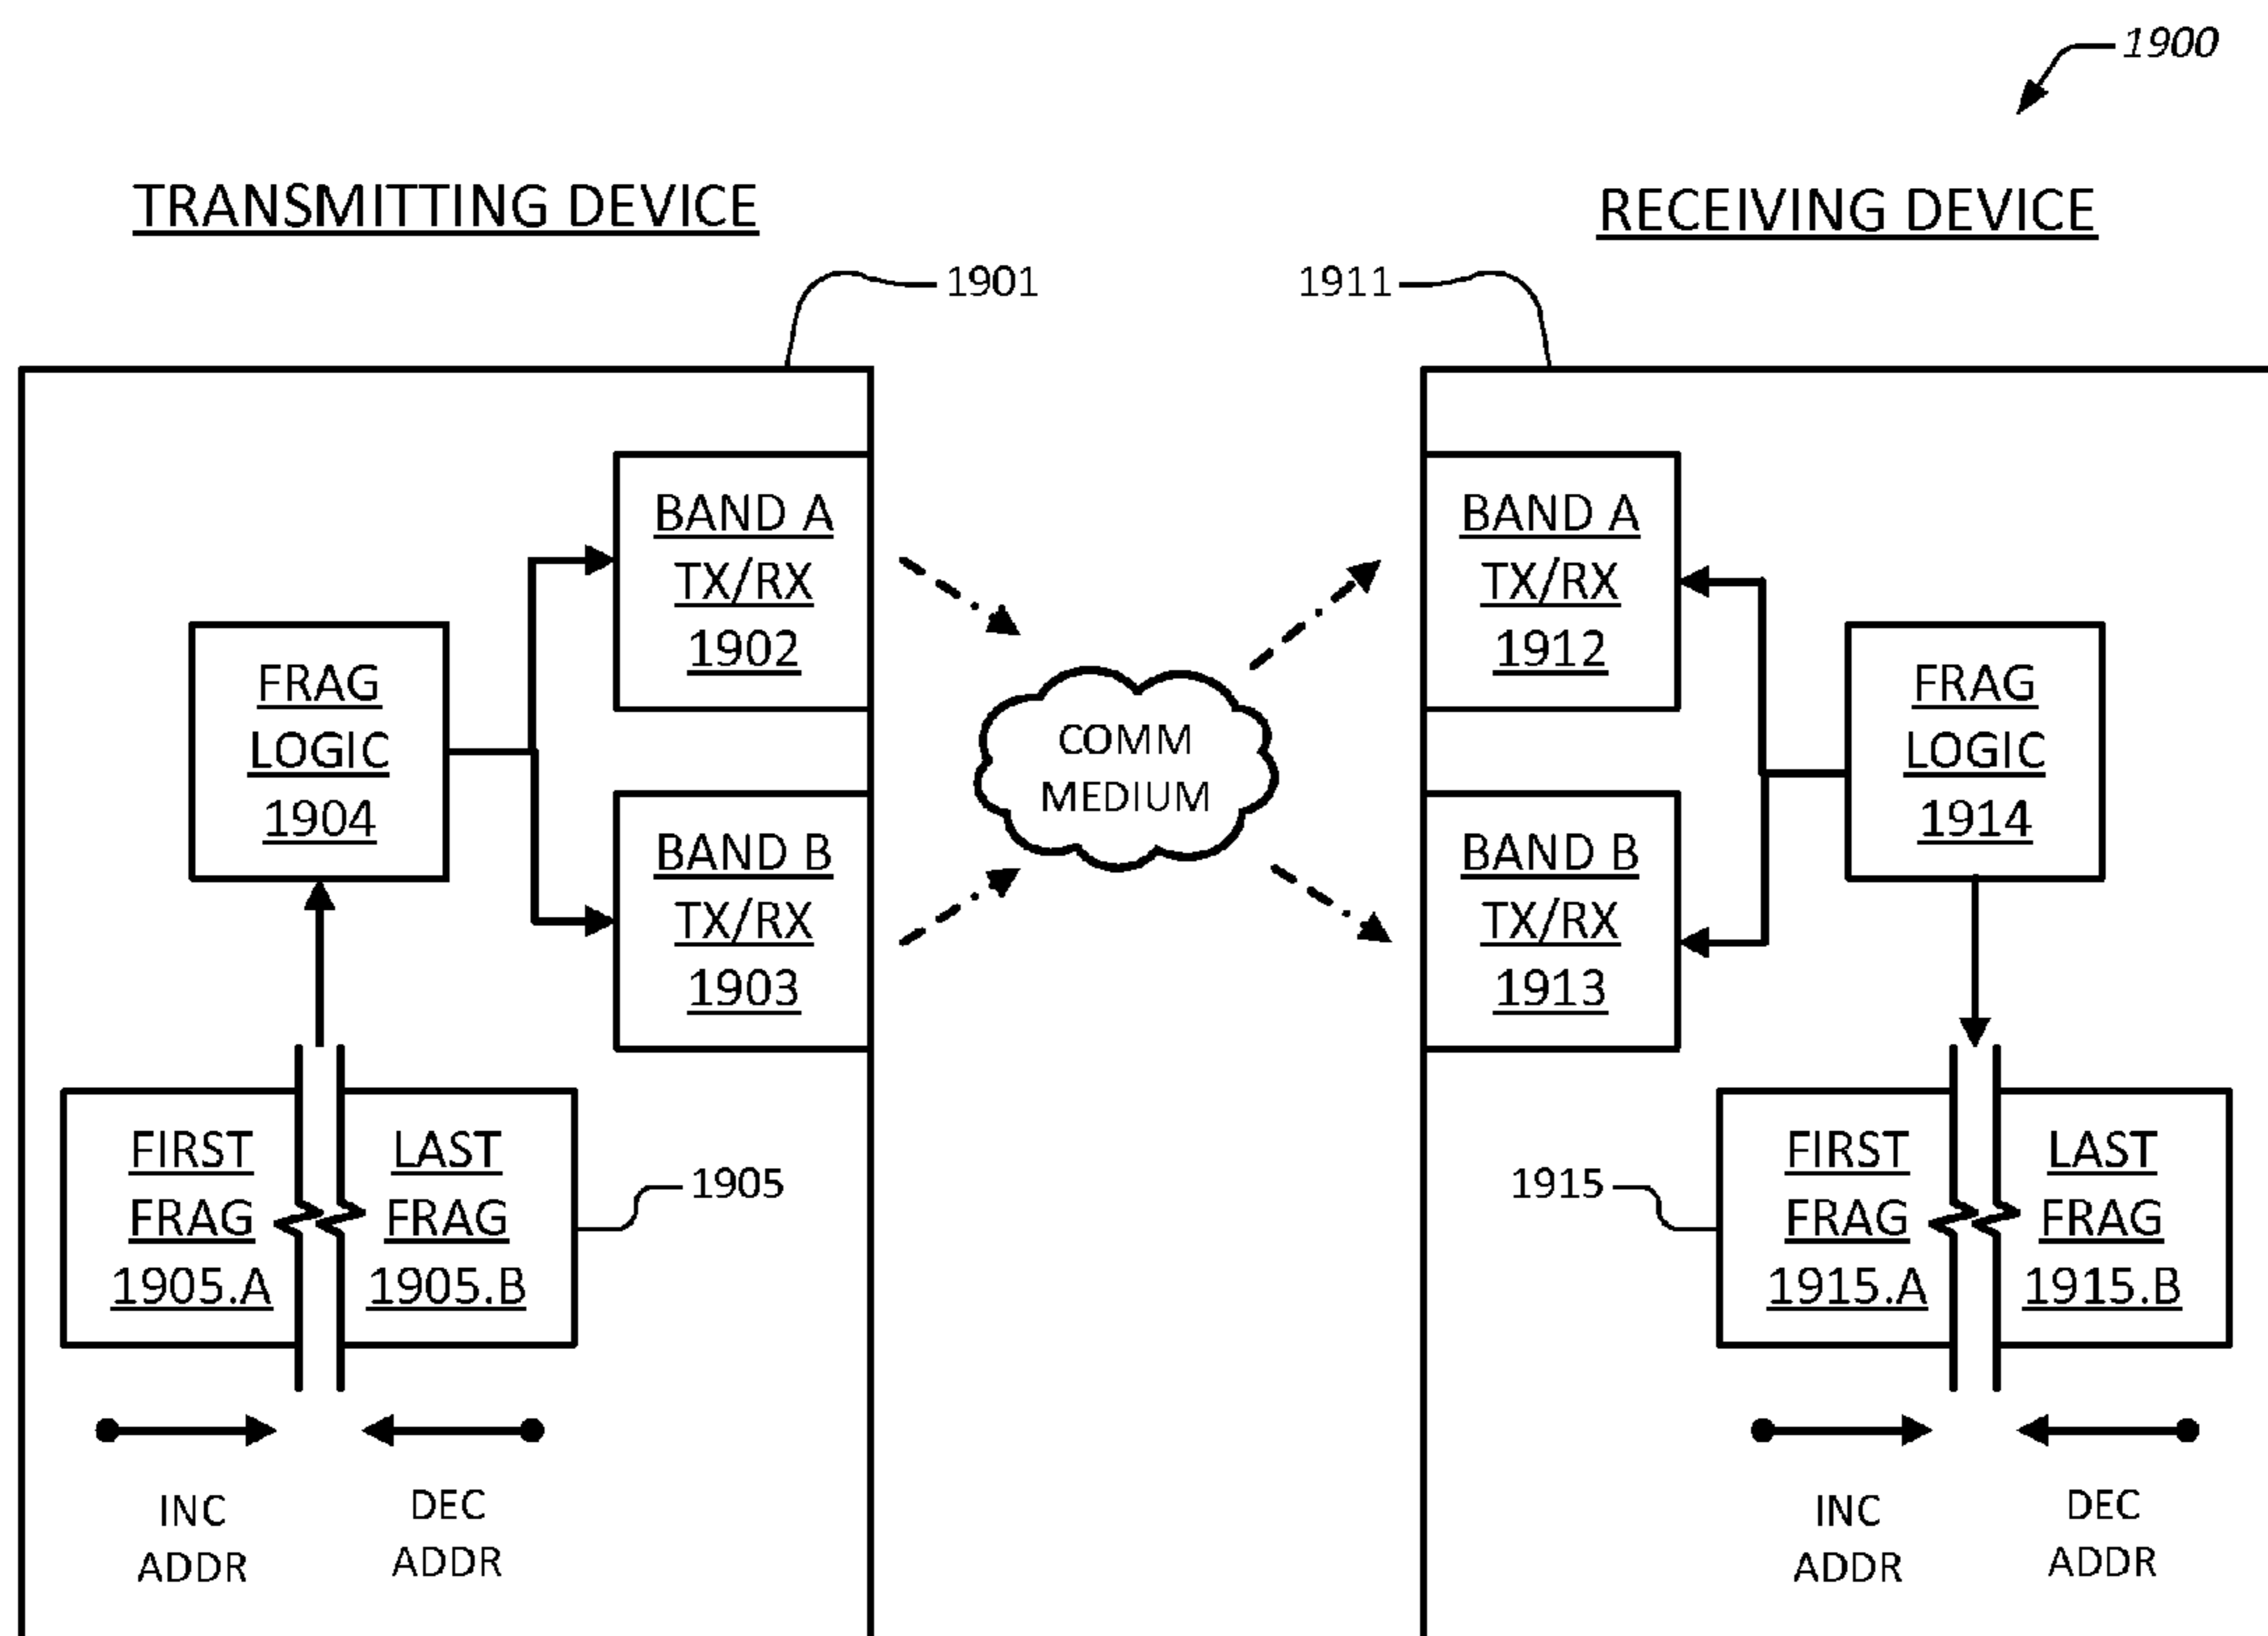 1900
TRANSMITTING DEVICE
RECEIVING DEVICE
1901
1911
BAND A
TX/RX
1902
FRAG
LOGIC
1904
BAND B
TX/RX
1903
COMM
MEDIUM
BAND A
TX/RX
1912
FRAG
LOGIC
1914
BAND B
TX/RX
1913
FIRST
FRAG
1905.A
LAST
FRAG
1905.B
1905
1915
FIRST
FRAG
1915.A
LAST
FRAG
1915.B
INC
ADDR
DEC
ADDR
INC
ADDR
DEC
ADDR